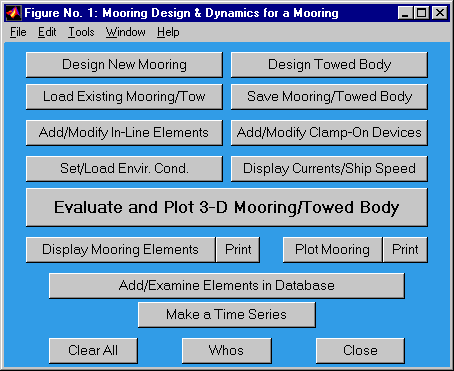 Figure No. 1: Mooring Design & Dynamics for a Mooring
File Edit Tools Window Help
Design New Mooring Design Towed Body
Load Existing Mooring/Tow Save Mooring/Towed Body
Add/Modify In-Line Elements Add/Modify Clamp-On Devices
Set/Load Envir. Cond. Display Currents/Ship Speed
Evaluate and Plot 3-D Mooring/Towed Body
Display Mooring Elements Print Plot Mooring Print
Add/Examine Elements in Database
Make a Time Series
Clear All Whos Close